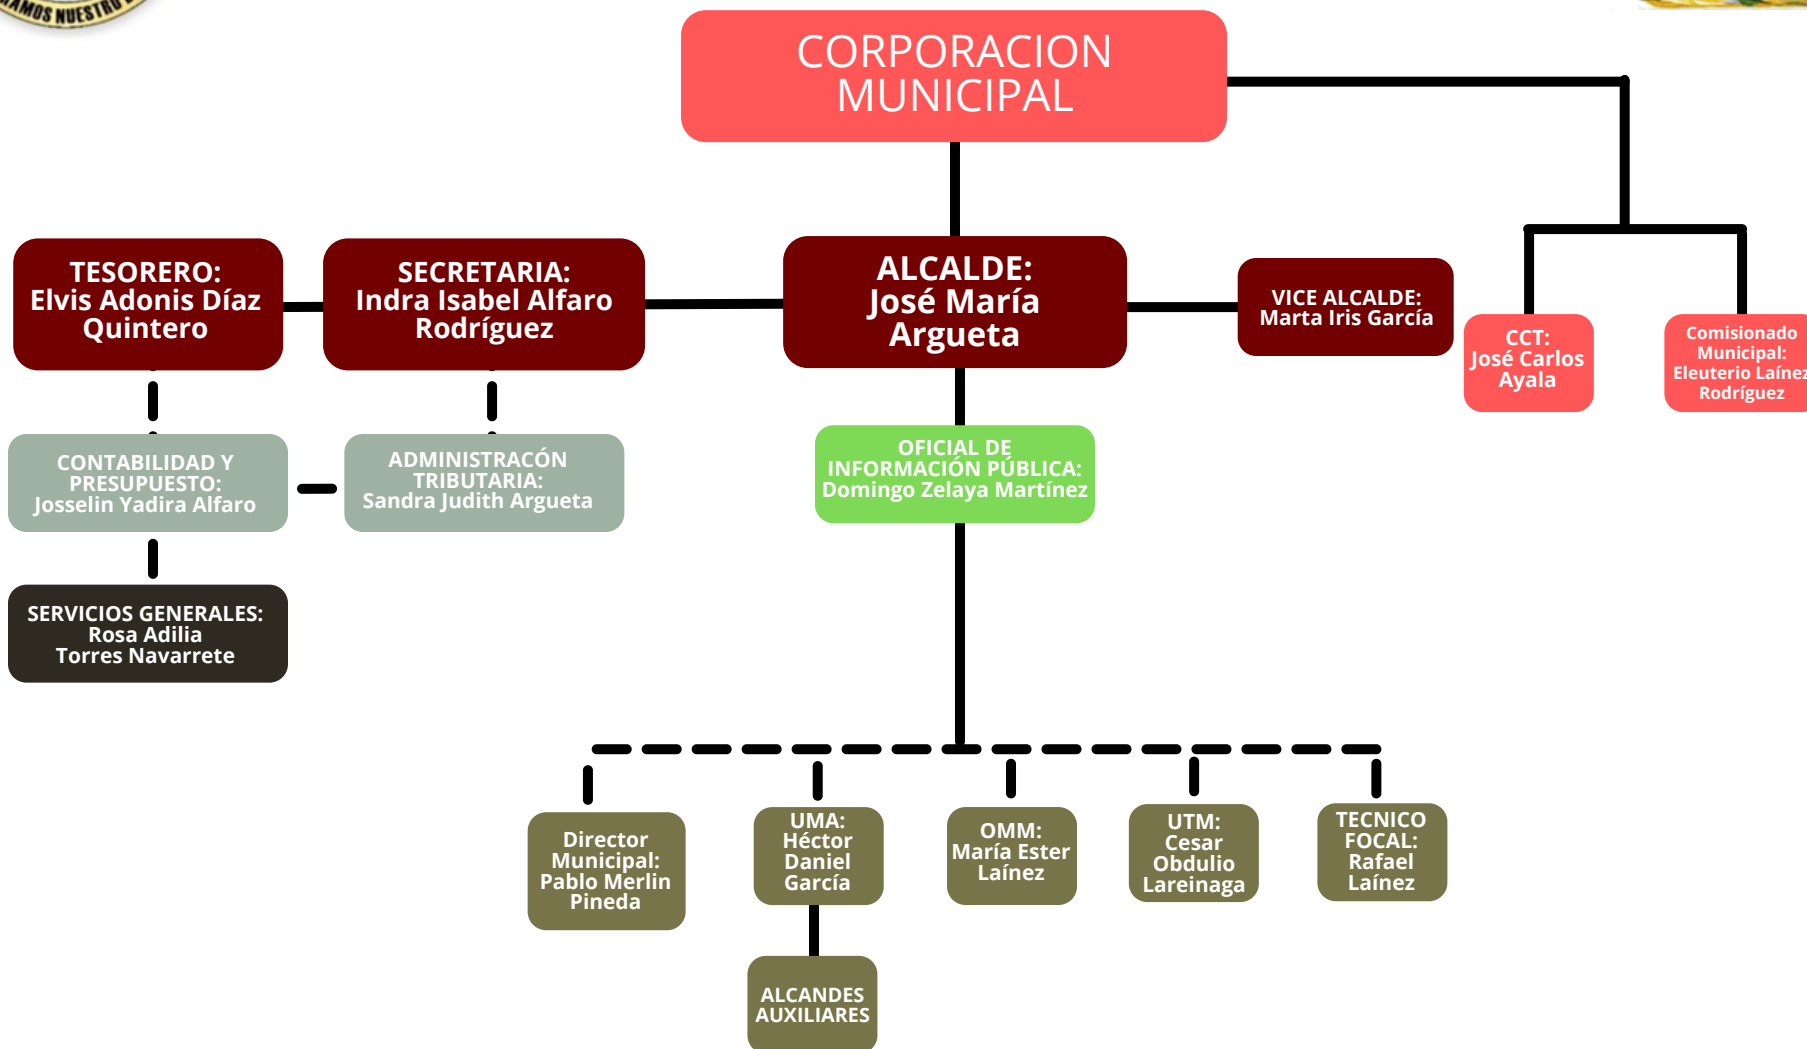 RAMOS NUESTRO
CORPORACION
MUNICIPAL
TESORERO:
Elvis Adonis Díaz
Quintero
SECRETARIA:
Indra Isabel Alfaro
Rodríguez
ALCALDE:
José María
Argueta
VICE ALCALDE:
Marta Iris García
CCT:
José Carlos
Ayala
Comisionado
Municipal:
Eleuterio Laínez
Rodríguez
CONTABILIDAD Y
PRESUPUESTO:
Josselin Yadira Alfaro
ADMINISTRACÓN
TRIBUTARIA:
Sandra Judith Argueta
OFICIAL DE
INFORMACIÓN PÚBLICA:
Domingo Zelaya Martínez
SERVICIOS GENERALES:
Rosa Adilia
Torres Navarrete
Director
Municipal:
Pablo Merlin
Pineda
UMA:
Héctor
Daniel
García
OMM:
María Ester
Laínez
UTM:
Cesar
Obdulio
Lareinaga
TECNICO
FOCAL:
Rafael
Laínez
ALCANDES
AUXILIARES